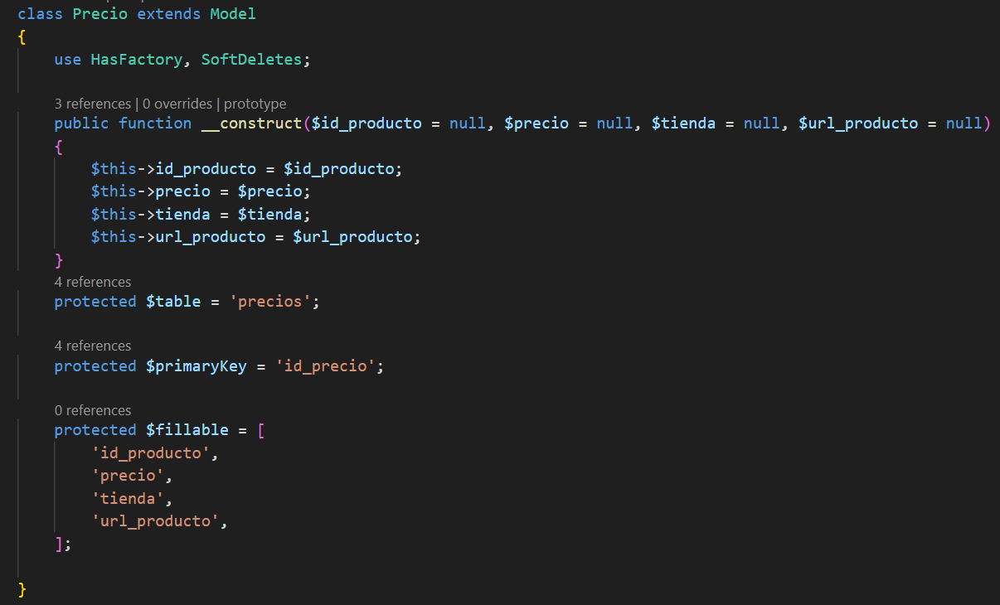 class Precio extends Model
{
    use HasFactory, SoftDeletes;

    3 references | 0 overrides | prototype
    public function __construct($id_producto = null, $precio = null, $tienda = null, $url_producto = null)
    {
        $this->id_producto = $id_producto;
        $this->precio = $precio;
        $this->tienda = $tienda;
        $this->url_producto = $url_producto;
    }
    4 references
    protected $table = 'precios';

    4 references
    protected $primaryKey = 'id_precio';

    0 references
    protected $fillable = [
        'id_producto',
        'precio',
        'tienda',
        'url_producto',
    ];

}